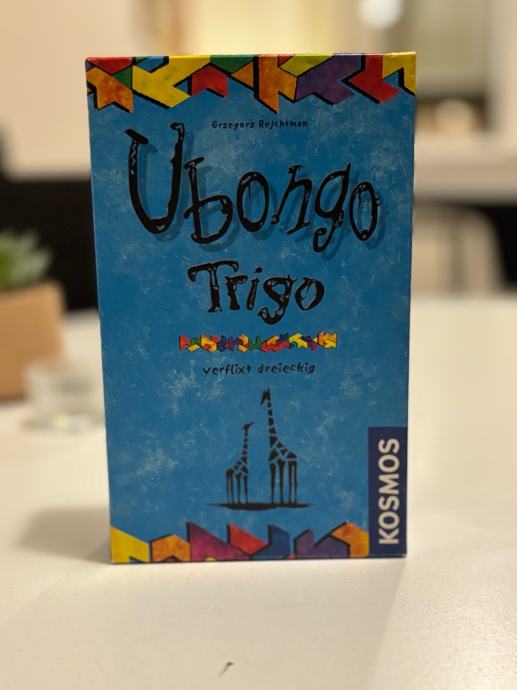 Grzegorz Rejchtman
Ubongo
Trigo
verflixt dreieckig
KOSMOS